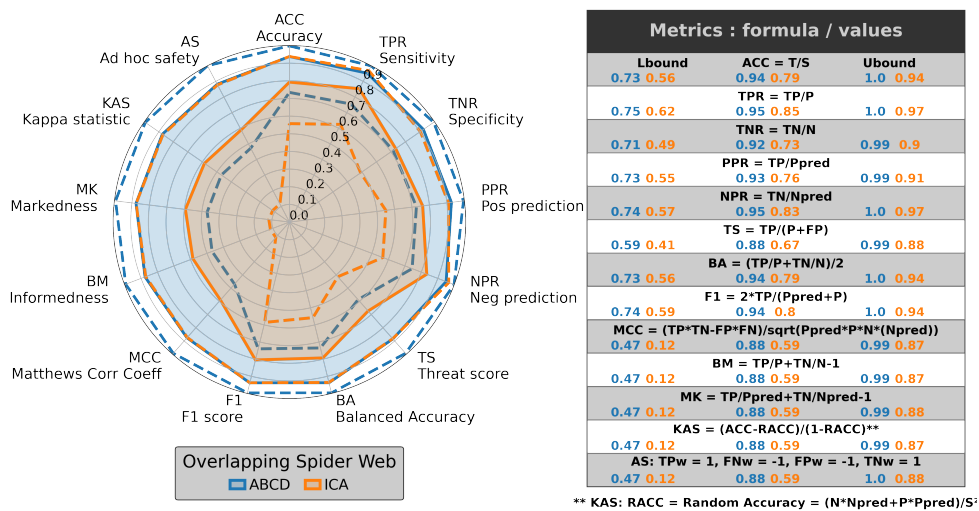 ACC
Accuracy
TPR
Sensitivity
TNR
Specificity
PPR
Pos prediction
NPR
Neg prediction
TS
Threat score
BA
Balanced Accuracy
F1
F1 score
MCC
Matthews Corr Coeff
BM
Informedness
MK
Markedness
KAS
Kappa statistic
AS
Ad hoc safety
0.9
0.8
0.7
0.6
0.5
0.4
0.3
0.2
0.1
0.0
Overlapping Spider Web
ABCD ICA
Metrics : formula / values
Lbound ACC = T/S Ubound
0.73 0.56 0.94 0.79 1.0 0.94
TPR = TP/P
0.75 0.62 0.95 0.85 1.0 0.97
TNR = TN/N
0.71 0.49 0.92 0.73 0.99 0.9
PPR = TP/Ppred
0.73 0.55 0.93 0.76 0.99 0.91
NPR = TN/Npred
0.74 0.57 0.95 0.83 1.0 0.97
TS = TP/(P+FP)
0.59 0.41 0.88 0.67 0.99 0.88
BA = (TP/P+TN/N)/2
0.73 0.56 0.94 0.79 1.0 0.94
F1 = 2*TP/(Ppred+P)
0.74 0.59 0.94 0.8 1.0 0.94
MCC = (TP*TN-FP*FN)/sqrt(Ppred*P*N*(Npred))
0.47 0.12 0.88 0.59 0.99 0.87
BM = TP/P+TN/N-1
0.47 0.12 0.88 0.59 0.99 0.87
MK = TP/Ppred+TN/Npred-1
0.47 0.12 0.88 0.59 0.99 0.88
KAS = (ACC-RACC)/(1-RACC)**
0.47 0.12 0.88 0.59 0.99 0.87
AS: TPw = 1, FNw = -1, FPw = -1, TNw = 1
0.47 0.12 0.88 0.59 1.0 0.88
** KAS: RACC = Random Accuracy = (N*Npred+P*Ppred)/S²